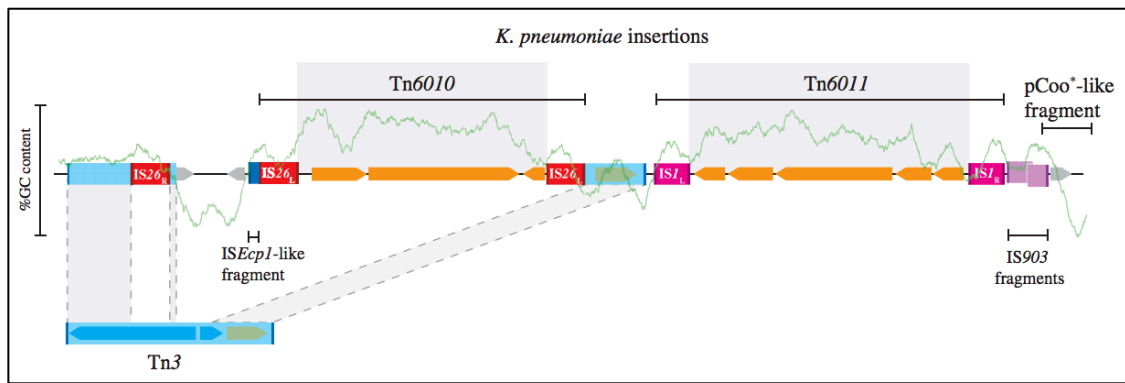 K. pneumoniae insertions
Tn6010
Tn6011
pCoo*-like
fragment
%GC content
IS26R
IS26L
IS26L
IS1L
IS1R
ISEcp1-like
fragment
IS903
fragments
Tn3